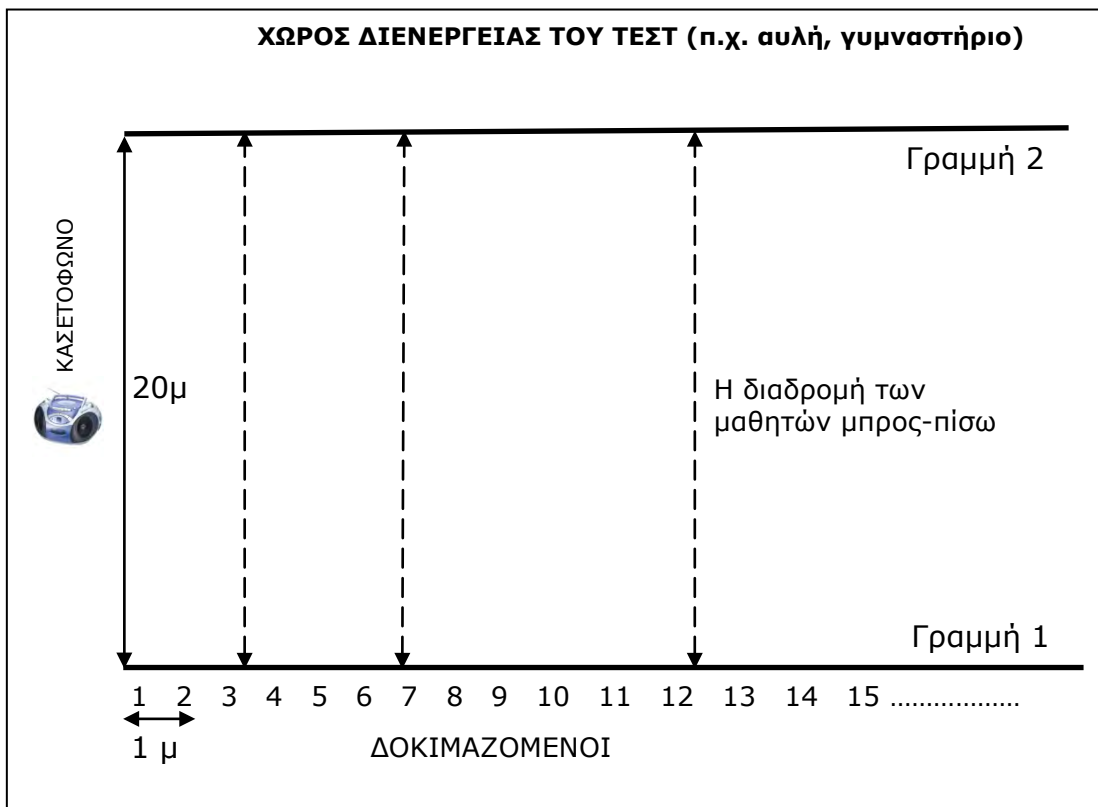 ΧΩΡΟΣ ΔΙΕΝΕΡΓΕΙΑΣ ΤΟΥ ΤΕΣΤ (π.χ. αυλή, γυμναστήριο)
Γραμμή 2
ΚΑΣΕΤΟΦΩΝΟ
20μ
Η διαδρομή των
μαθητών μπρος-πίσω
Γραμμή 1
1 2 3 4 5 6 7 8 9 10 11 12 13 14 15 .................
1 μ
ΔΟΚΙΜΑΖΟΜΕΝΟΙ